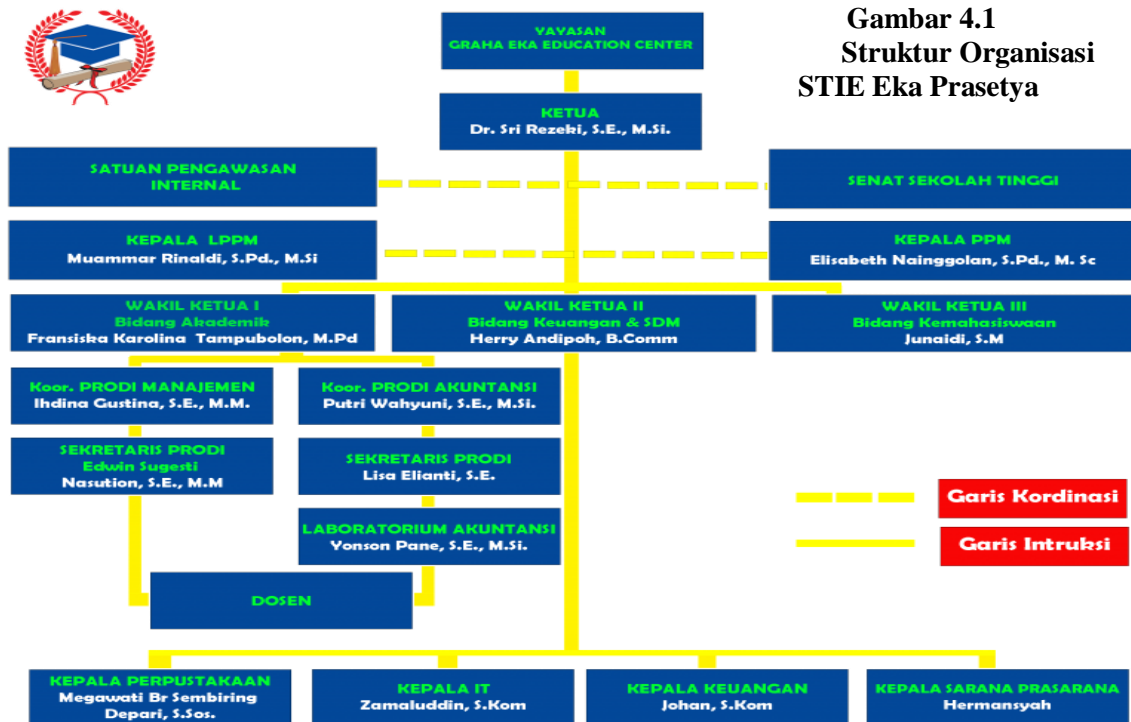 Gambar 4.1
Struktur Organisasi
STIE Eka Prasetya
YAYASAN
GRAHA EKA EDUCATION CENTER
KETUA
Dr. Sri Rezeki, S.E., M.Si.
SATUAN PENGAWASAN
INTERNAL
SENAT SEKOLAH TINGGI
KEPALA LPPM
Muammar Rinaldi, S.Pd., M.Si
KEPALA PPM
Elisabeth Nainggolan, S.Pd., M. Sc
WAKIL KETUA I
Bidang Akademik
Fransiska Karolina Tampubolon, M.Pd
WAKIL KETUA II
Bidang Keuangan & SDM
Herry Andipoh, B.Comm
WAKIL KETUA III
Bidang Kemahasiswaan
Junaidi, S.M
Koor. PRODI MANAJEMEN
Ihdina Gustina, S.E., M.M.
Koor. PRODI AKUNTANSI
Putri Wahyuni, S.E., M.Si.
SEKRETARIS PRODI
Edwin Sugesti
Nasution, S.E., M.M
SEKRETARIS PRODI
Lisa Elianti, S.E.
LABORATORIUM AKUNTANSI
Yonson Pane, S.E., M.Si.
DOSEN
Garis Kordinasi
Garis Intruksi
KEPALA PERPUSTAKAAN
Megawati Br Sembiring
Depari, S.Sos.
KEPALA IT
Zamaluddin, S.Kom
KEPALA KEUANGAN
Johan, S.Kom
KEPALA SARANA PRASARANA
Hermansyah